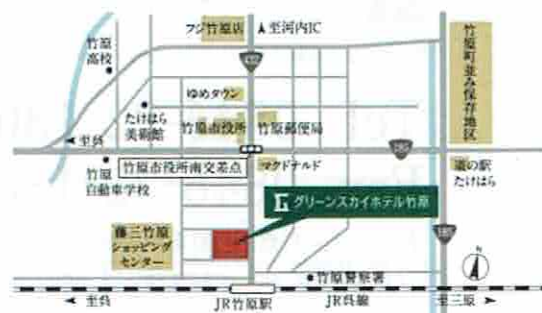 フジ竹原店
至河内IC
竹原
高校
432
竹原町並み保存地区
ゆめタウン
たけはら
美術館
竹原市役所
竹原郵便局
至呉
185
竹原
自動車学校
竹原市役所南交差点
マクドナルド
道の駅
たけはら
グリーンスカイホテル竹原
藤三竹原
ショッピング
センター
185
N
竹原警察署
至呉
JR竹原駅
JR呉線
至三原